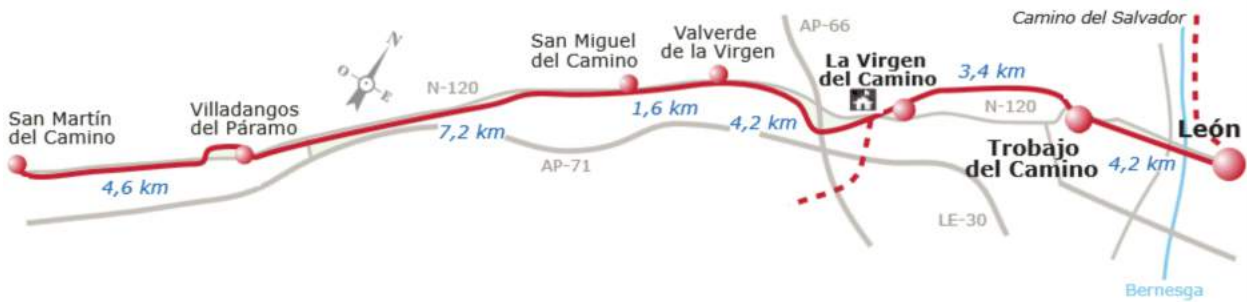 Camino del Salvador
AP-66
San Miguel
del Camino
Valverde
de la Virgen
La Virgen
del Camino
3,4 km
N
O
E
N-120
San Martín
del Camino
Villadangos
del Páramo
1,6 km
N-120
León
7,2 km
4,2 km
Trobajo
del Camino
4,6 km
AP-71
4,2 km
LE-30
Bernesga